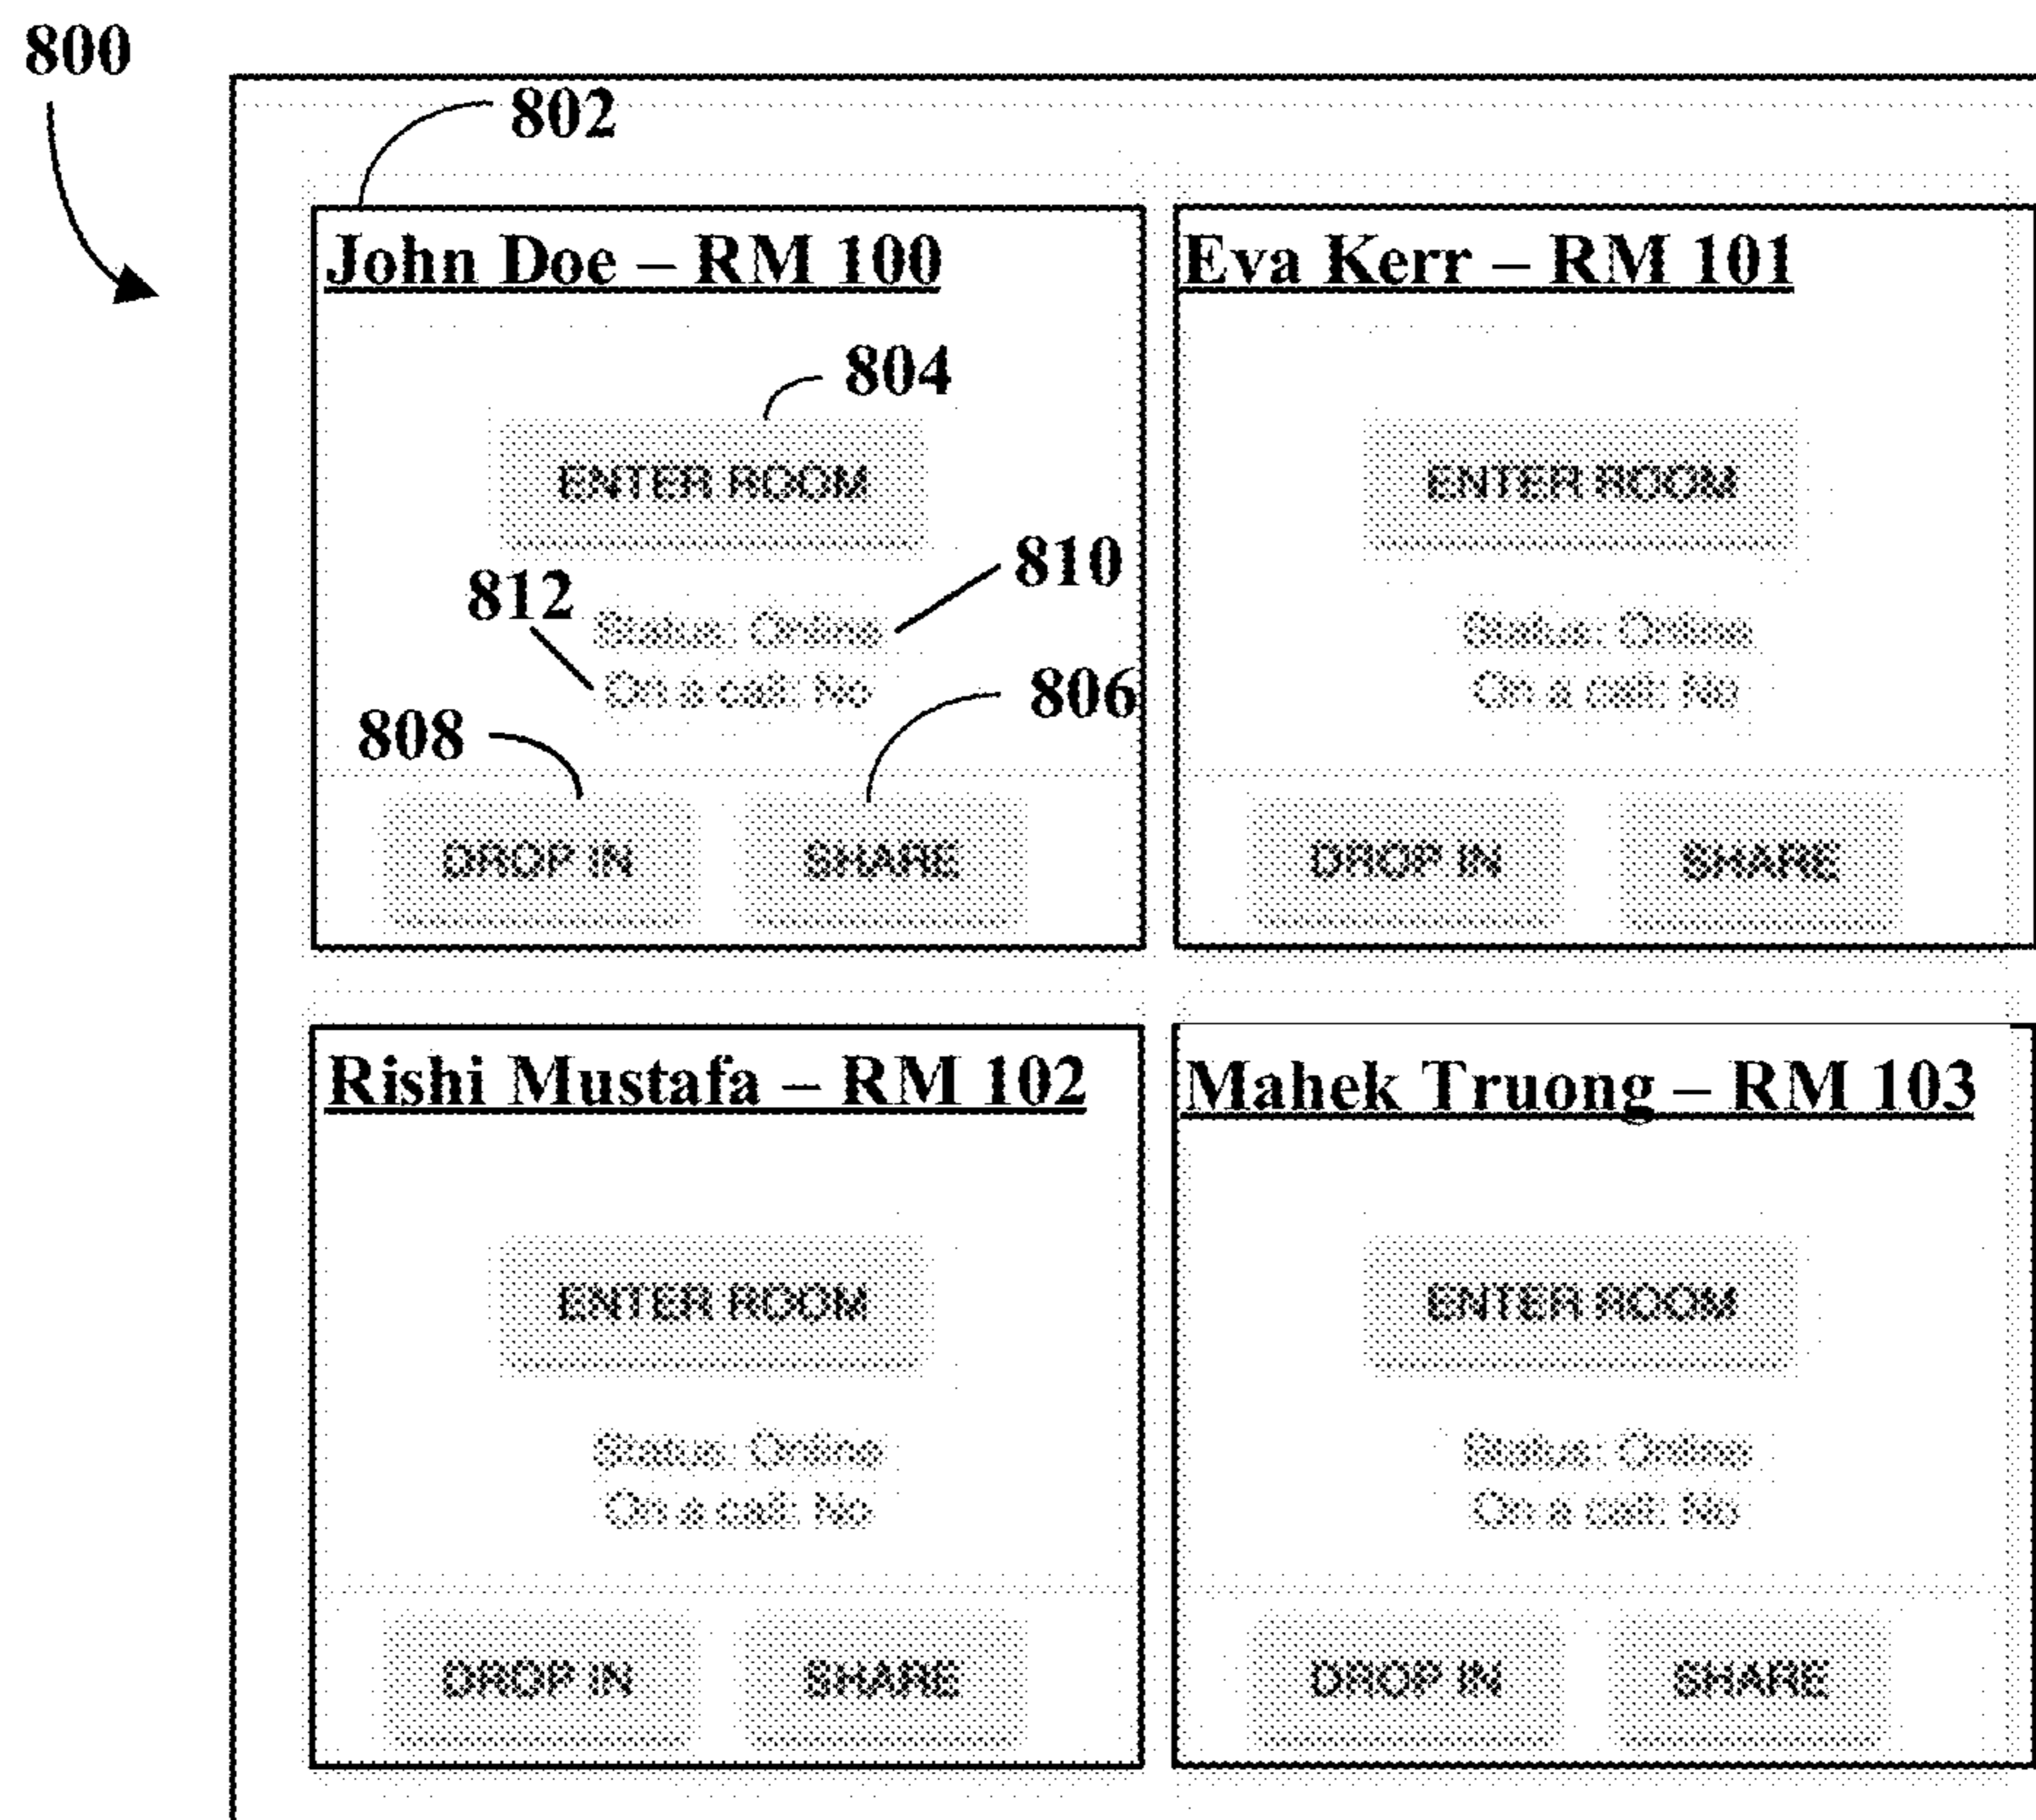 800
802
John Doe – RM 100
804
ENTER ROOM
810
812
Status: Online
On a call: No
806
808
DROP IN
SHARE
Eva Kerr – RM 101
ENTER ROOM
Status: Online
On a call: No
DROP IN
SHARE
Rishi Mustafa – RM 102
ENTER ROOM
Status: Online
On a call: No
DROP IN
SHARE
Mahek Truong – RM 103
ENTER ROOM
Status: Online
On a call: No
DROP IN
SHARE